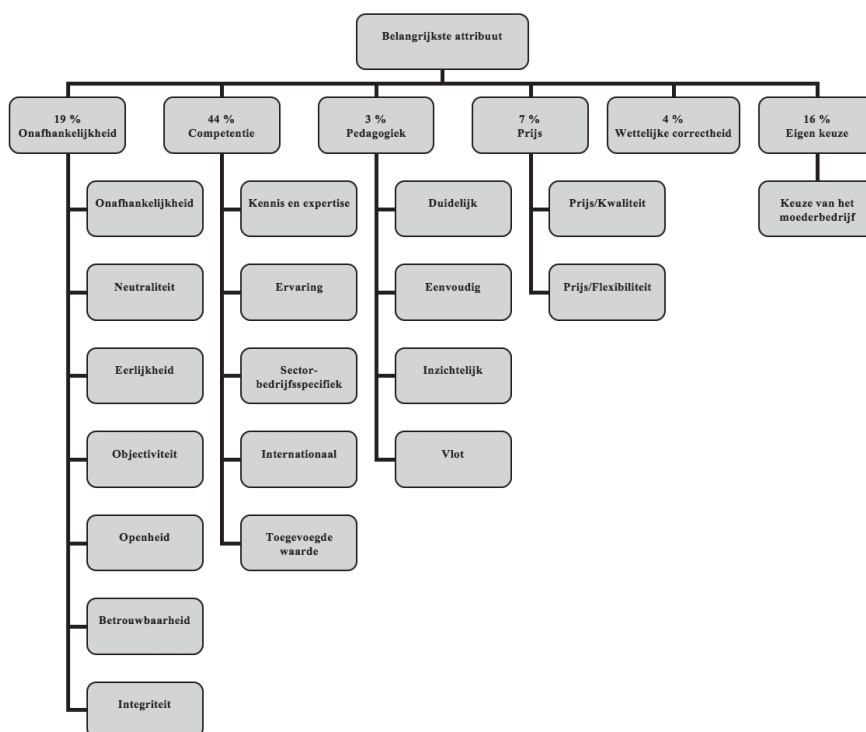 Belangrijkste attribuut
19 %
Onafhankelijkheid
44 %
Competentie
3 %
Pedagogiek
7 %
Prijs
4 %
Wettelijke correctheid
16 %
Eigen keuze
Onafhankelijkheid
Neutraliteit
Eerlijkheid
Objectiviteit
Openheid
Betrouwbaarheid
Integriteit
Kennis en expertise
Ervaring
Sector-
bedrijfsspecifiek
Internationaal
Toegevoegde
waarde
Duidelijk
Eenvoudig
Inzichtelijk
Vlot
Prijs/Kwaliteit
Prijs/Flexibiliteit
Keuze van het
moederbedrijf